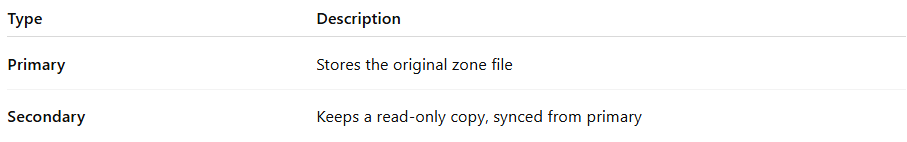 Type Description
Primary Stores the original zone file
Secondary Keeps a read-only copy, synced from primary